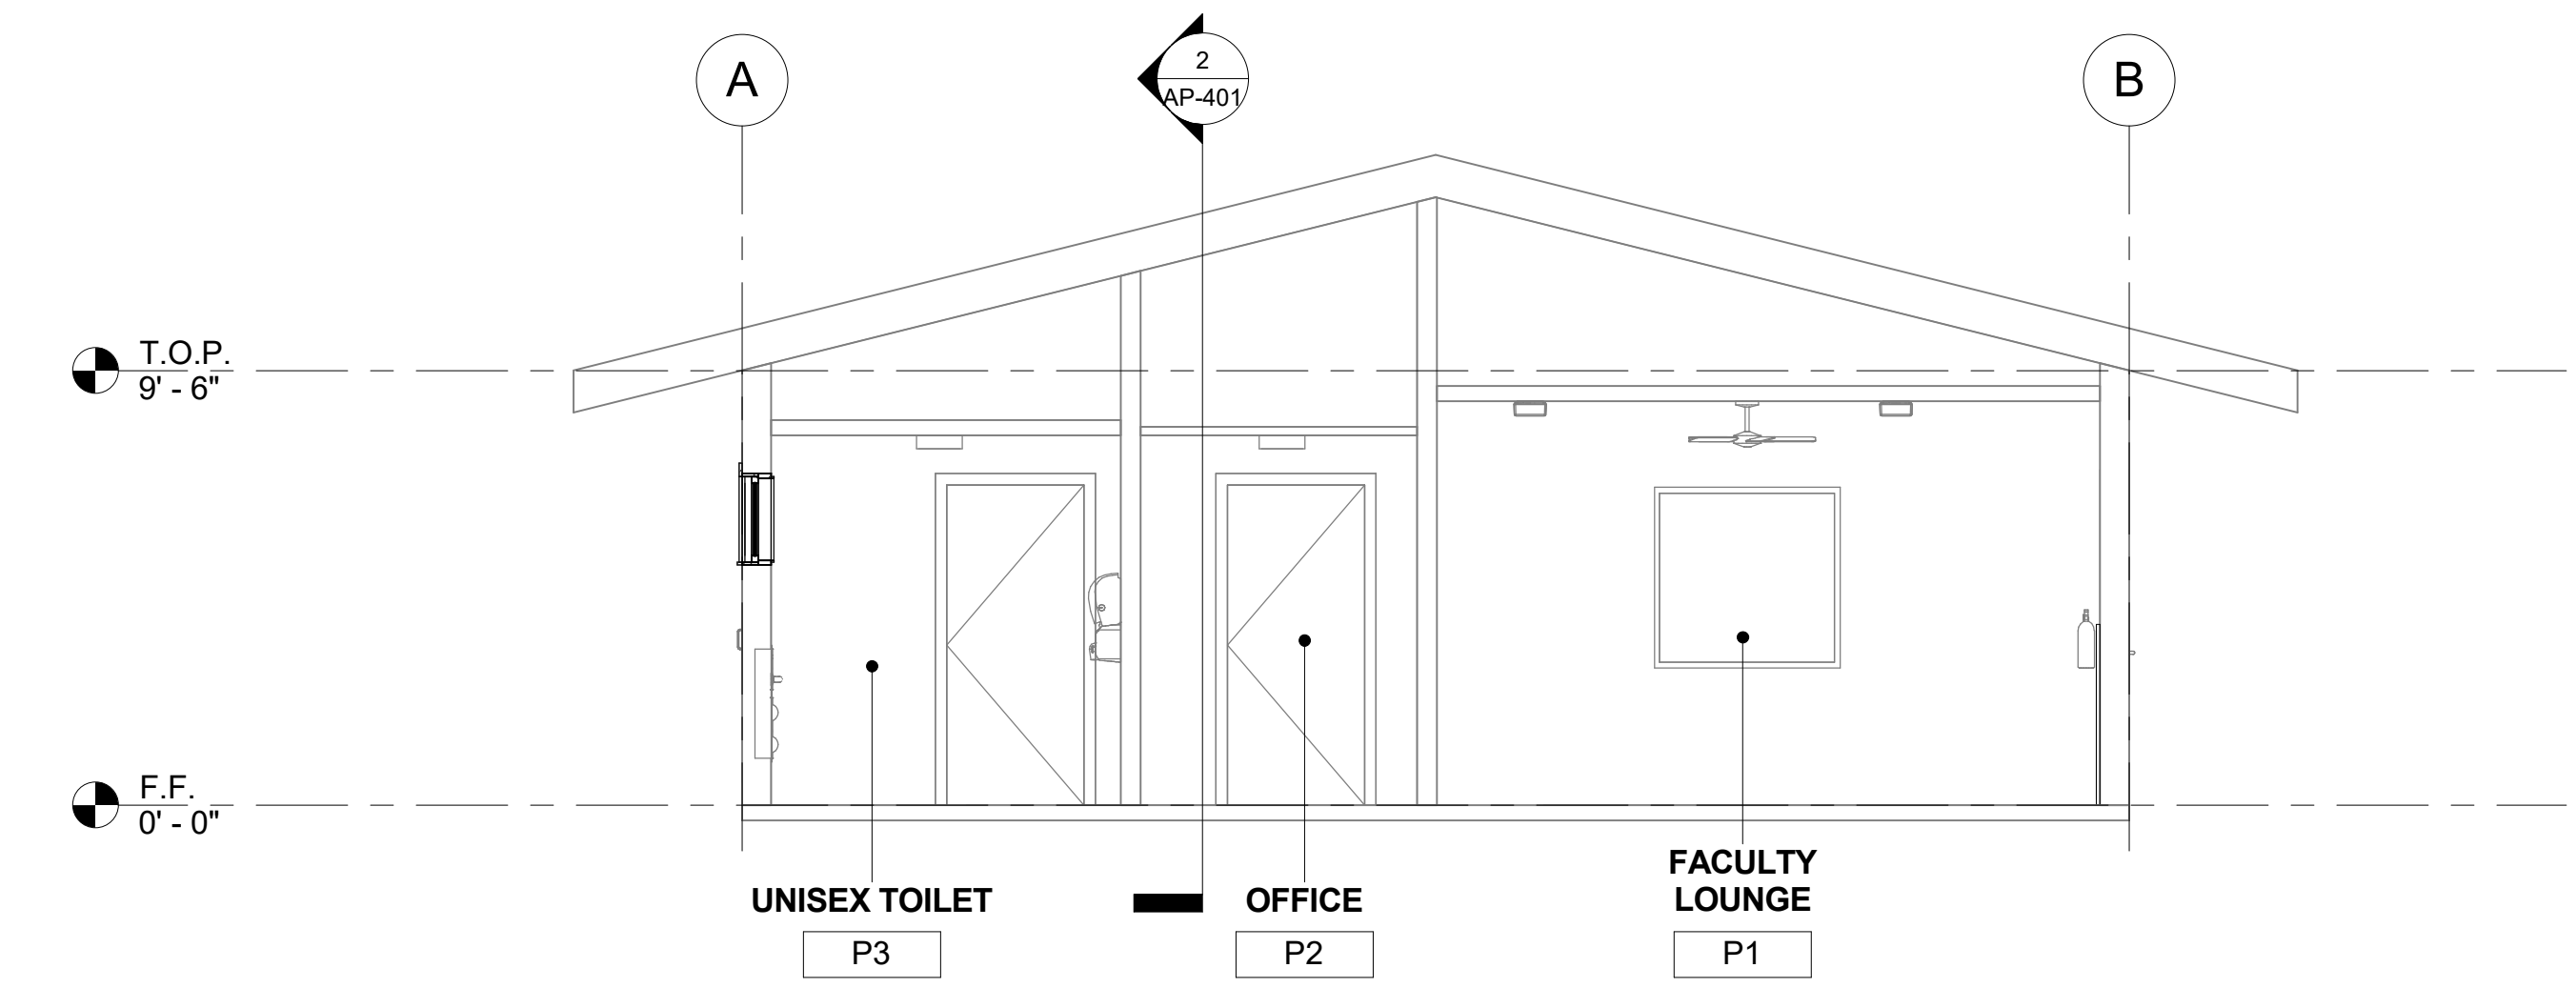 A
2
AP-401
B
T.O.P.
9' - 6"
F.F.
0' - 0"
UNISEX TOILET
P3
OFFICE
P2
FACULTY
LOUNGE
P1